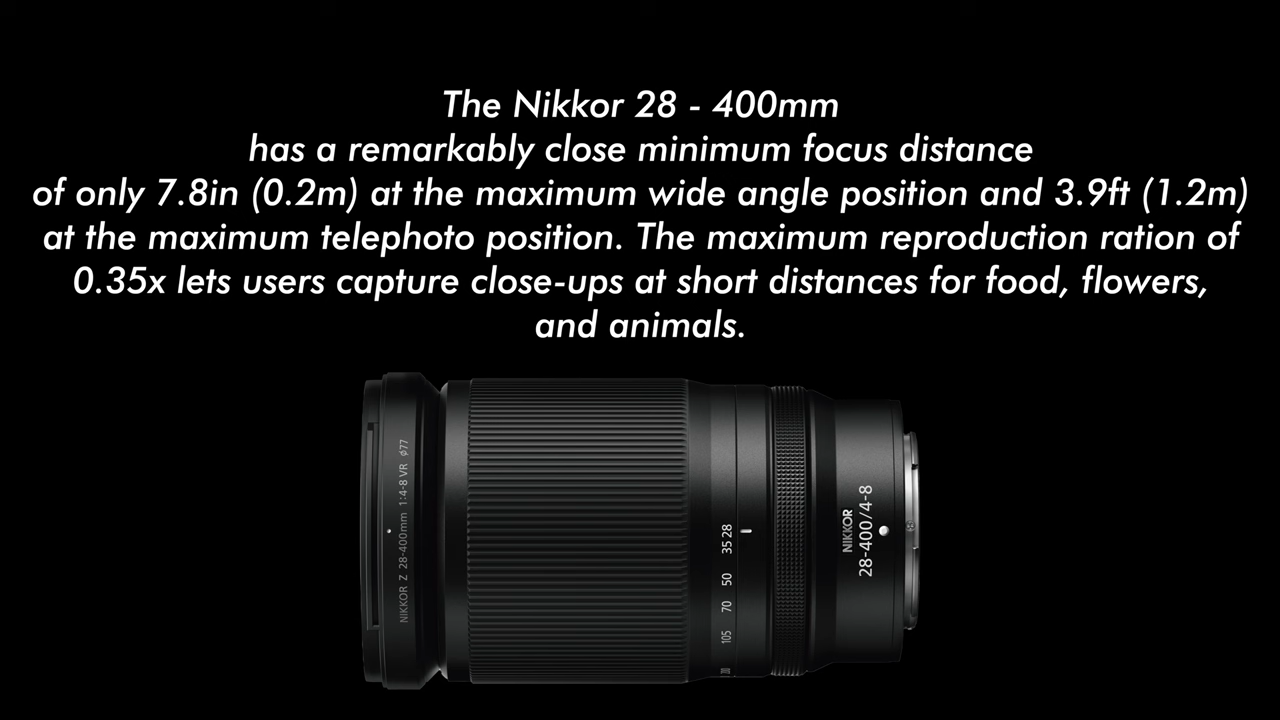 The Nikkor 28 - 400mm
has a remarkably close minimum focus distance
of only 7.8in (0.2m) at the maximum wide angle position and 3.9ft (1.2m)
at the maximum telephoto position. The maximum reproduction ration of
0.35x lets users capture close-ups at short distances for food, flowers,
and animals.
NIKKOR Z 28-400mm 1:4-8 VR ⌀77
28
35
50
70
105
NIKKOR
28-400/4-8